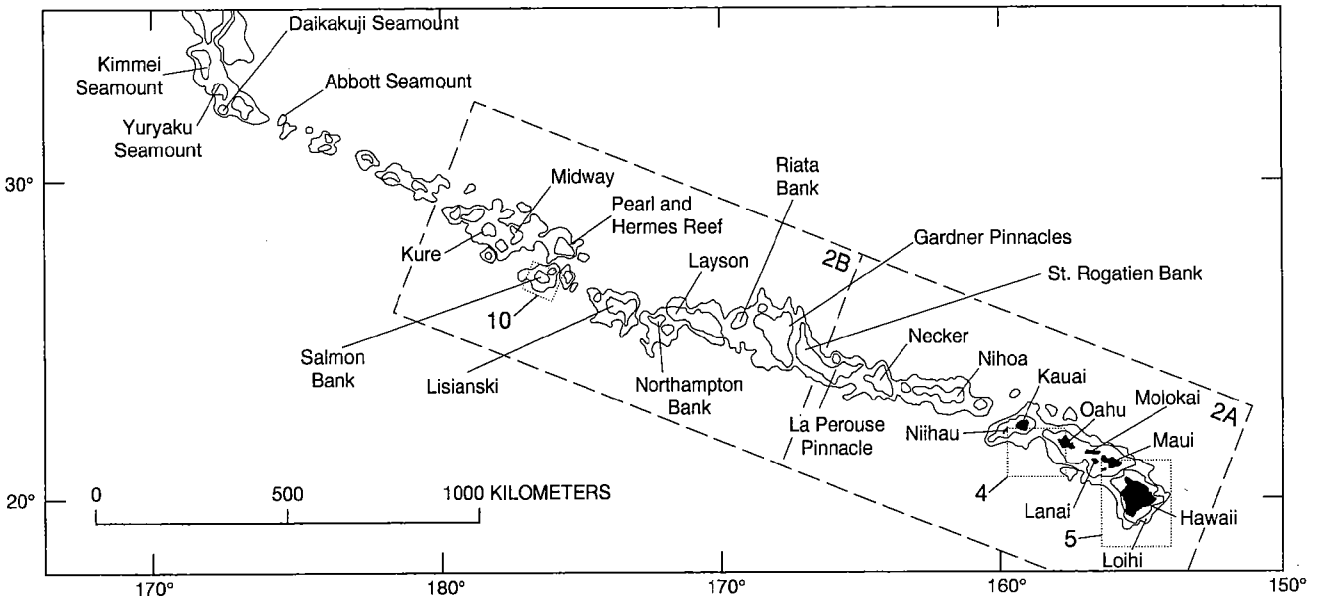 Daikakuji Seamount
Kimmei
Seamount
Abbott Seamount
Yuryaku
Seamount
30°
Riata
Bank
Midway
Pearl and
Hermes Reef
Gardner Pinnacles
2B
Kure
Layson
St. Rogatien Bank
10
Necker
Salmon
Bank
Nihoa
Lisianski
Kauai
Northampton
Bank
Molokai
2A
Oahu
La Perouse
Pinnacle
Niihau
Maui
4
20°
0
500
1000 KILOMETERS
Lanai
Hawaii
5
Loihi
170°
180°
170°
160°
150°